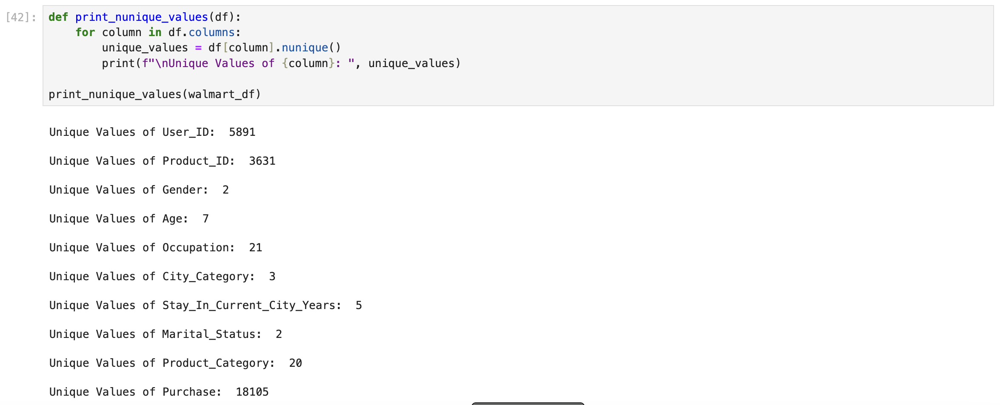 [42]:
def print_nunique_values(df):
    for column in df.columns:
        unique_values = df[column].nunique()
        print(f"\nUnique Values of {column}: ", unique_values)
print_nunique_values(walmart_df)
Unique Values of User_ID:  5891
Unique Values of Product_ID:  3631
Unique Values of Gender:  2
Unique Values of Age:  7
Unique Values of Occupation:  21
Unique Values of City_Category:  3
Unique Values of Stay_In_Current_City_Years:  5
Unique Values of Marital_Status:  2
Unique Values of Product_Category:  20
Unique Values of Purchase:  18105